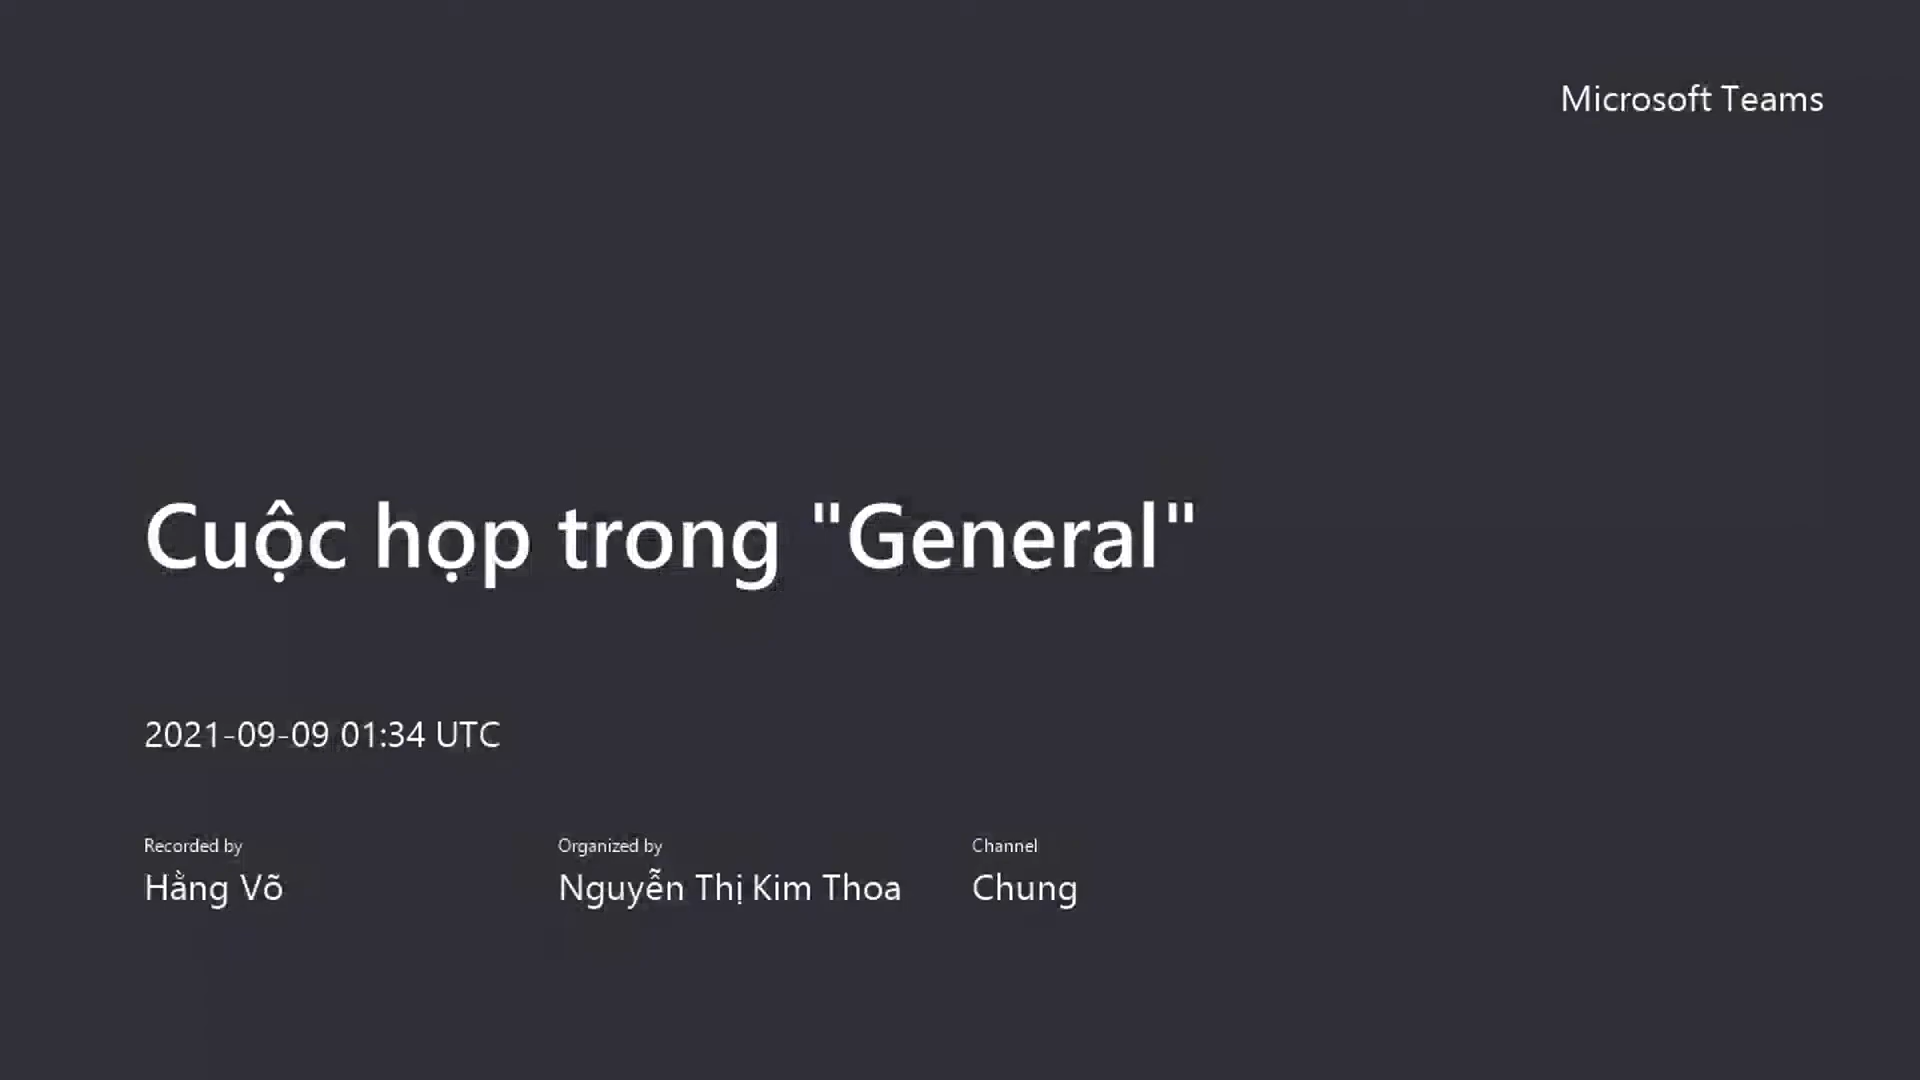 Microsoft Teams
Cuộc họp trong "General"
2021-09-09 01:34 UTC
Recorded by
Hằng Võ
Organized by
Nguyễn Thị Kim Thoa
Channel
Chung